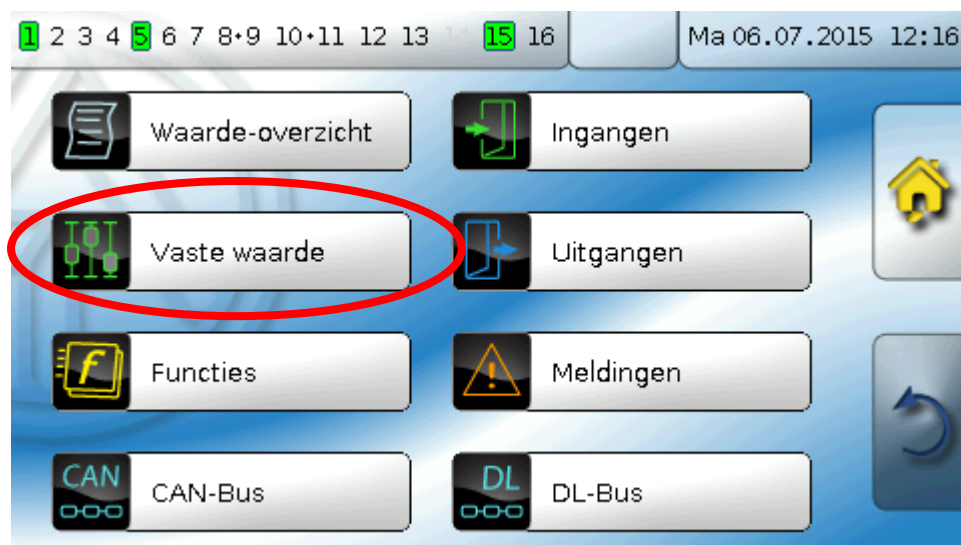 1 2 3 4 5 6 7 8•9 10•11 12 13 15 16 Ma 06.07.2015 12:16
Waarde-overzicht Ingangen
Vaste waarde Uitgangen
f Functies Meldingen
CAN CAN-Bus DL DL-Bus